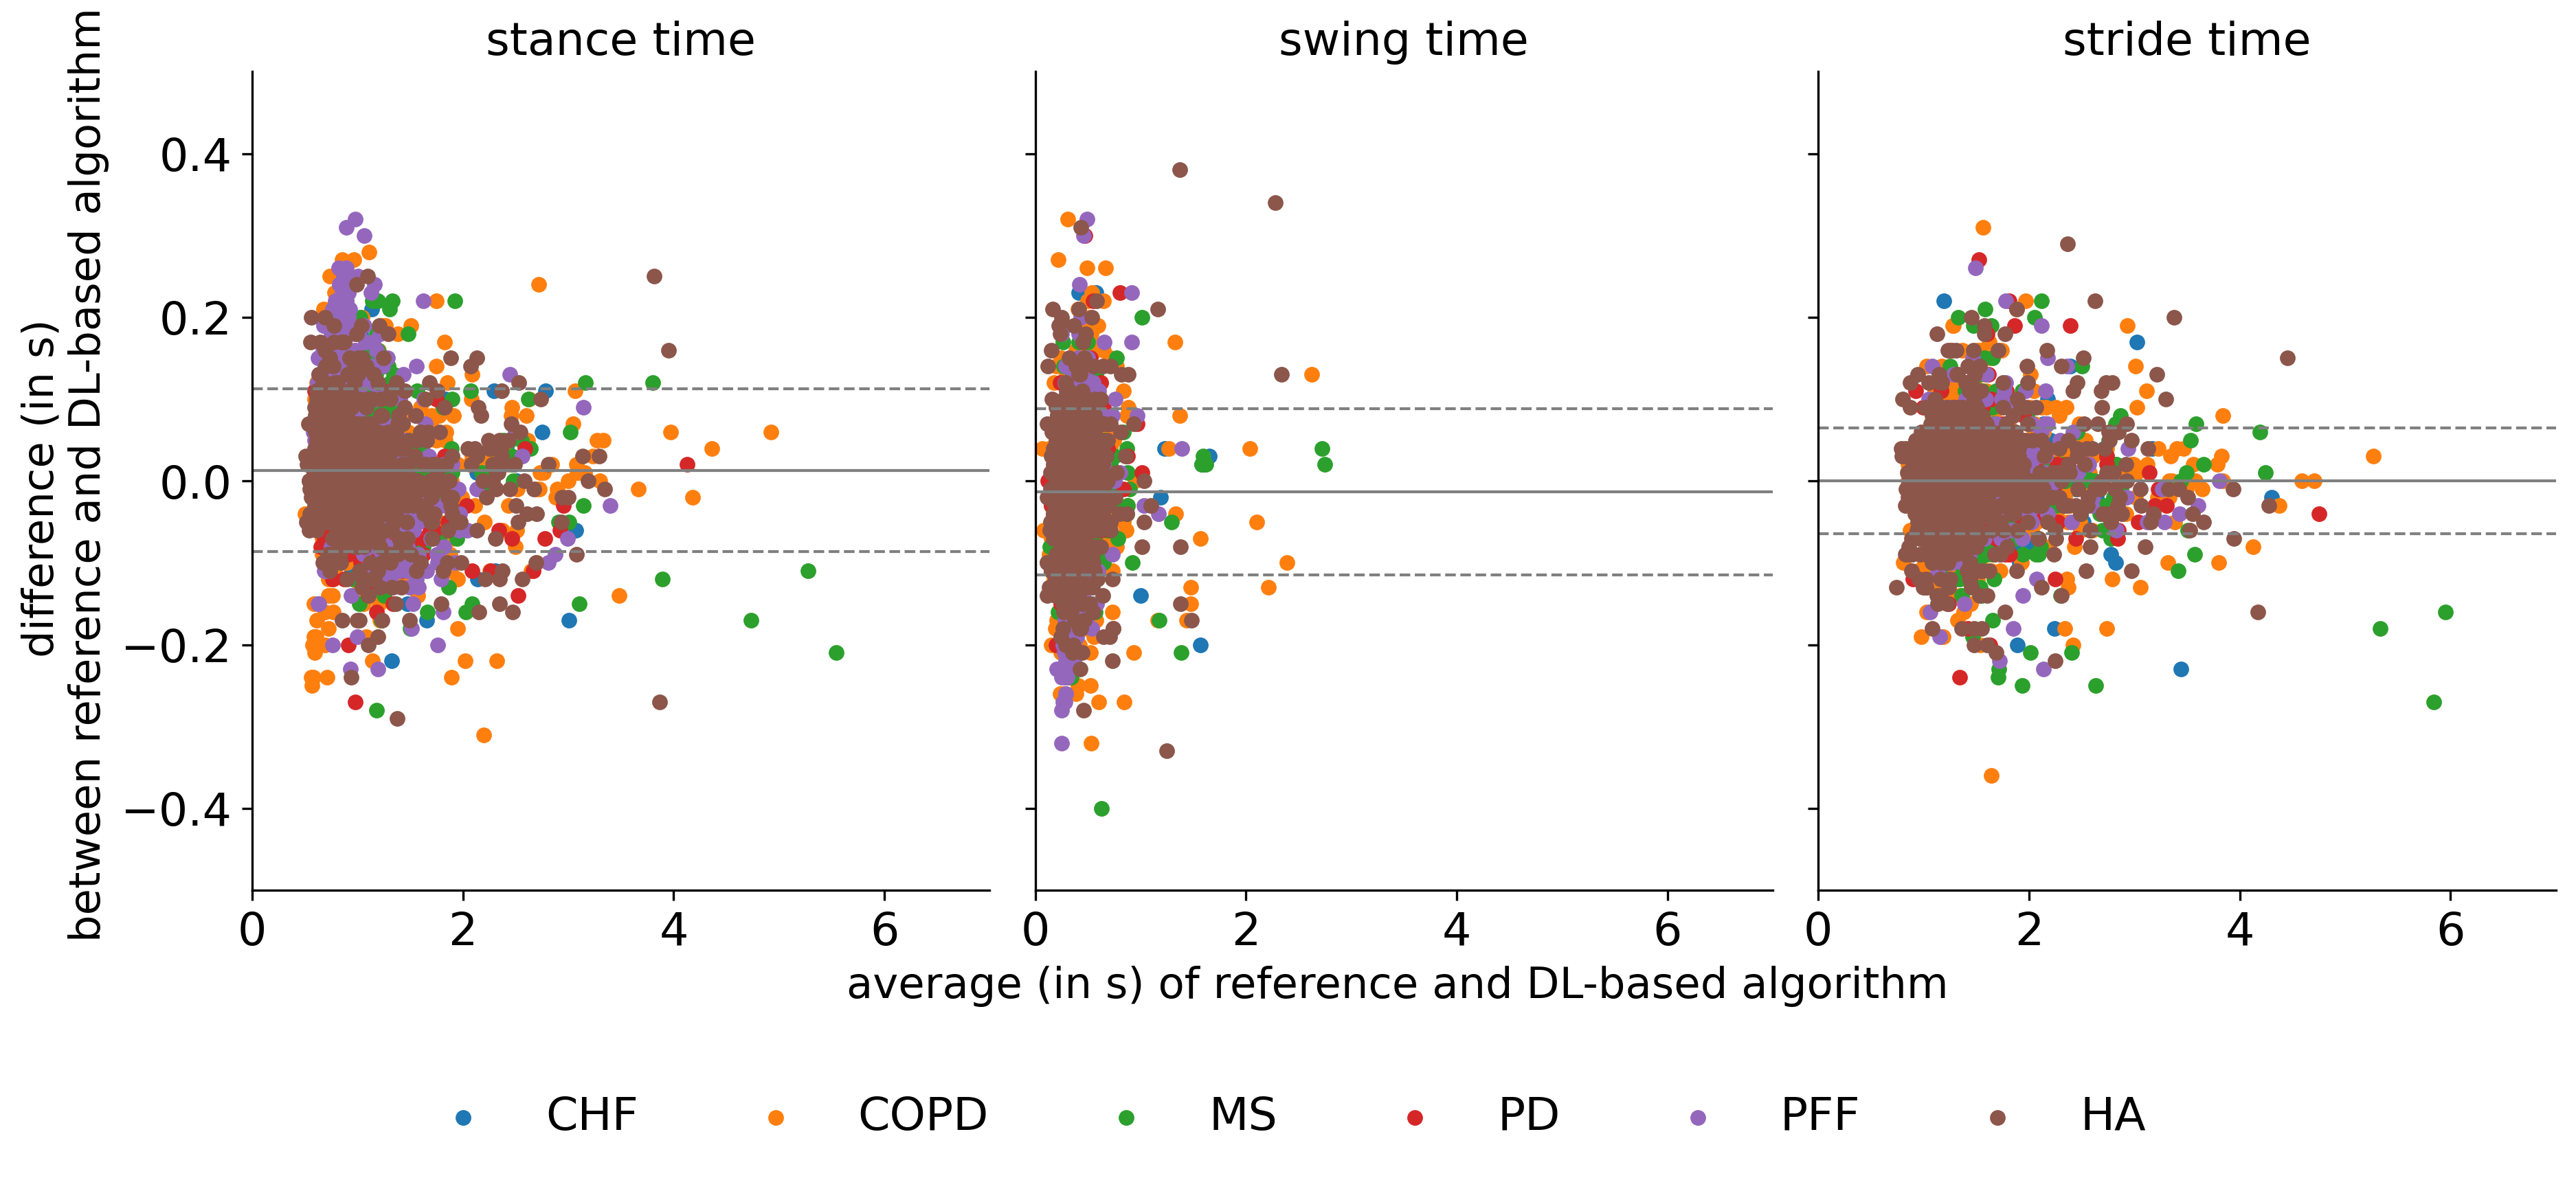 stance time
swing time
stride time
difference (in s)
between reference and DL-based algorithm
0.4
0.2
0.0
−0.2
−0.4
0 2 4 6
0 2 4 6
0 2 4 6
average (in s) of reference and DL-based algorithm
CHF COPD MS PD PFF HA